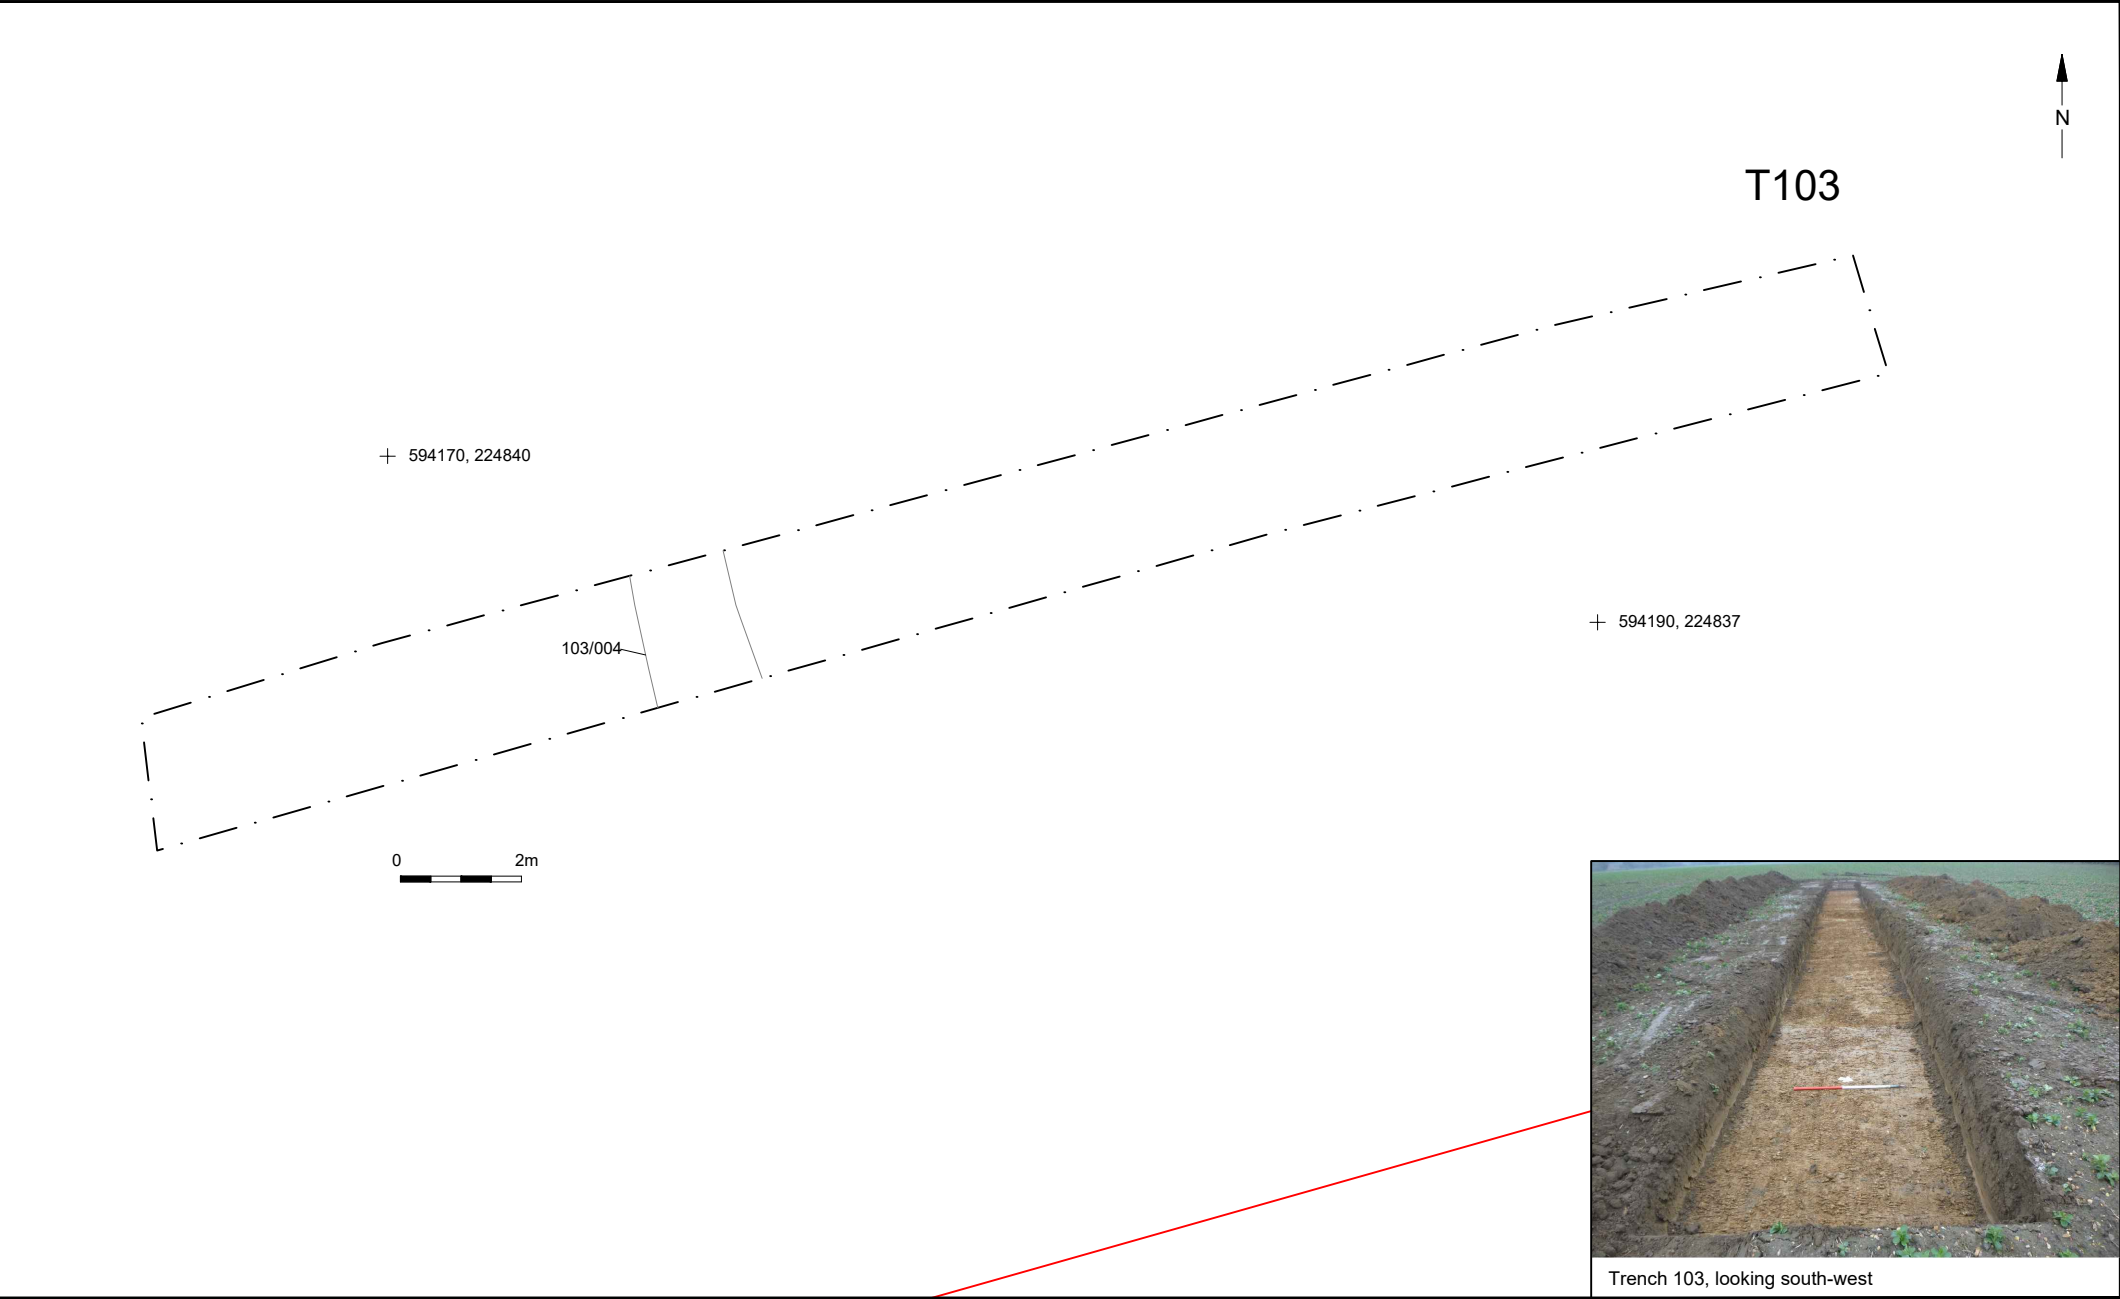 N
T103
594170, 224840
594190, 224837
103/004
0 2m
Trench 103, looking south-west